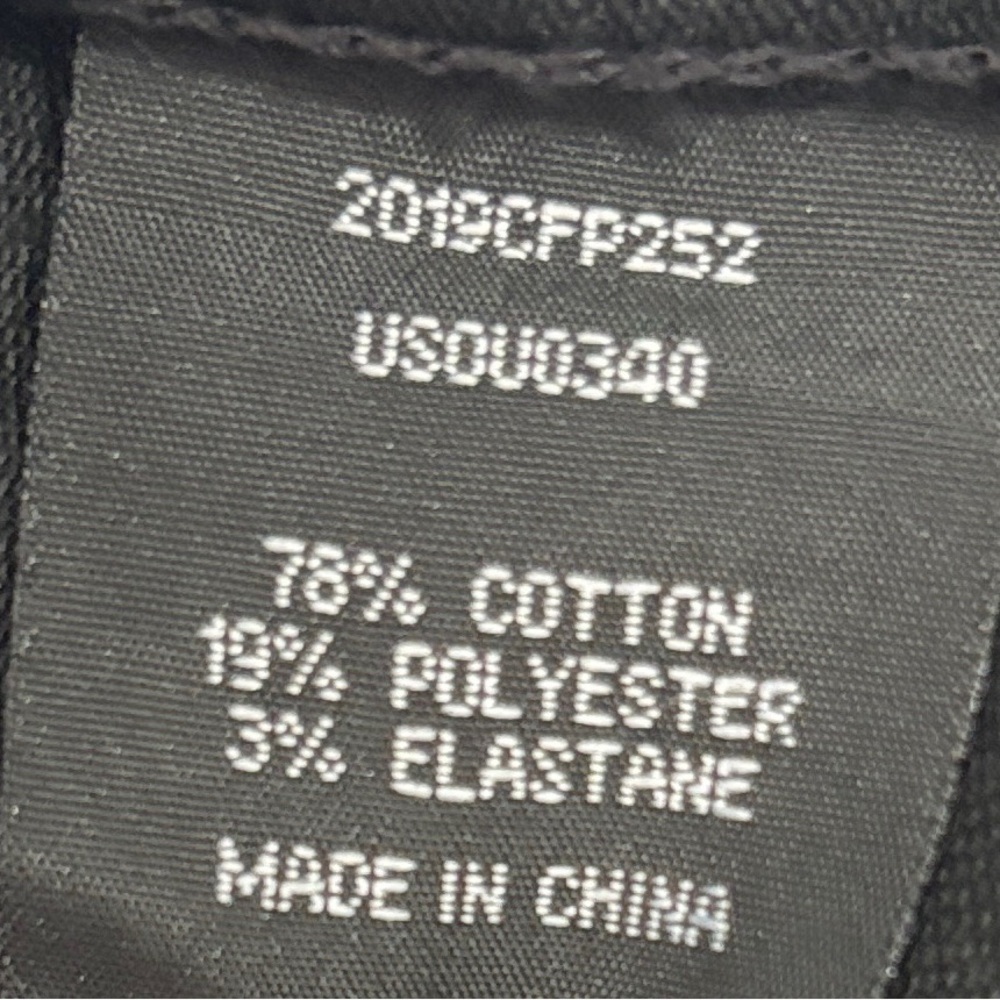 2019CFP252
USOU0340
78% COTTON
19% POLYESTER
3% ELASTANE
MADE IN CHINA